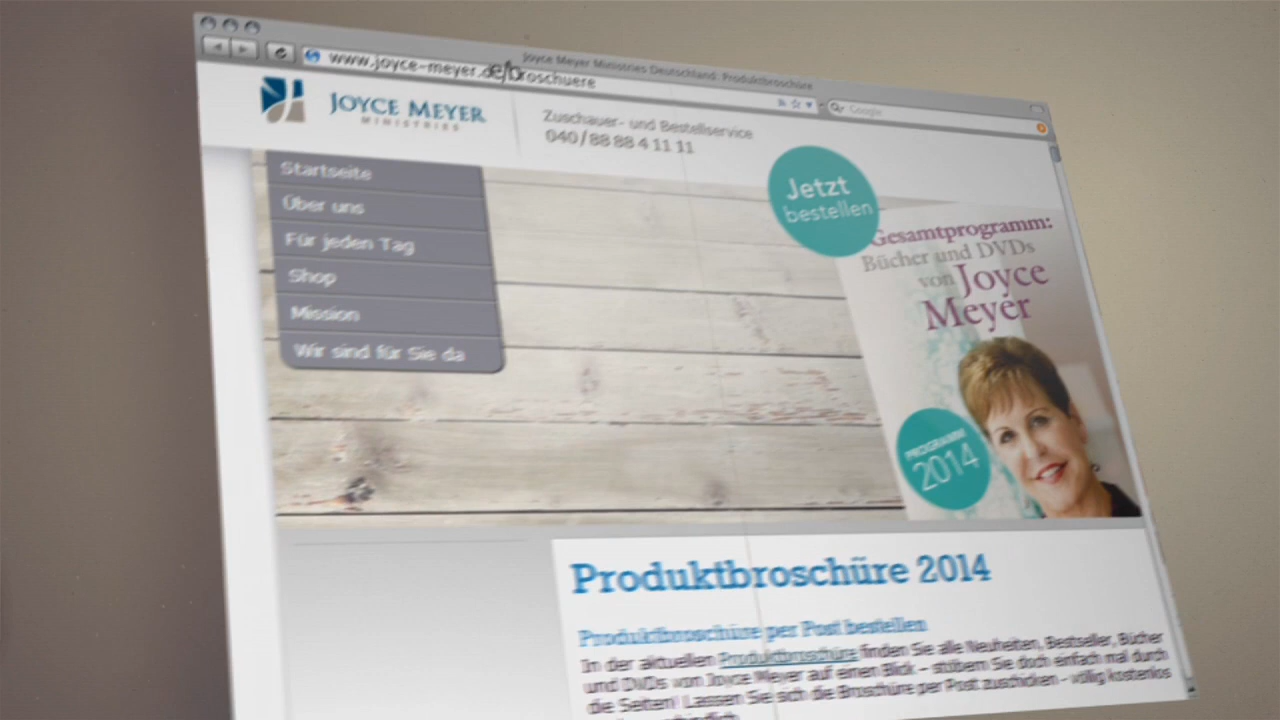 Joyce Meyer Ministries Deutschland: Produktbroschüre
www.joyce-meyer.de/broschuere
Google
JOYCE MEYER
MINISTRIES
Zuschauer- und Bestellservice
040 / 88 88 4 11 11
Startseite
Über uns
Für jeden Tag
Shop
Mission
Wir sind für Sie da
Jetzt
bestellen
Gesamtprogramm:
Bücher und DVDs
von Joyce
Meyer
PROGRAMM
2014
Produktbroschüre 2014
Produktbroschüre per Post bestellen
In der aktuellen Produktbroschüre finden Sie alle Neuheiten, Bestseller, Bücher
und DVDs von Joyce Meyer auf einen Blick – stöbern Sie doch einfach mal durch
die Seiten! Lassen Sie sich die Broschüre per Post zuschicken – völlig kostenlos